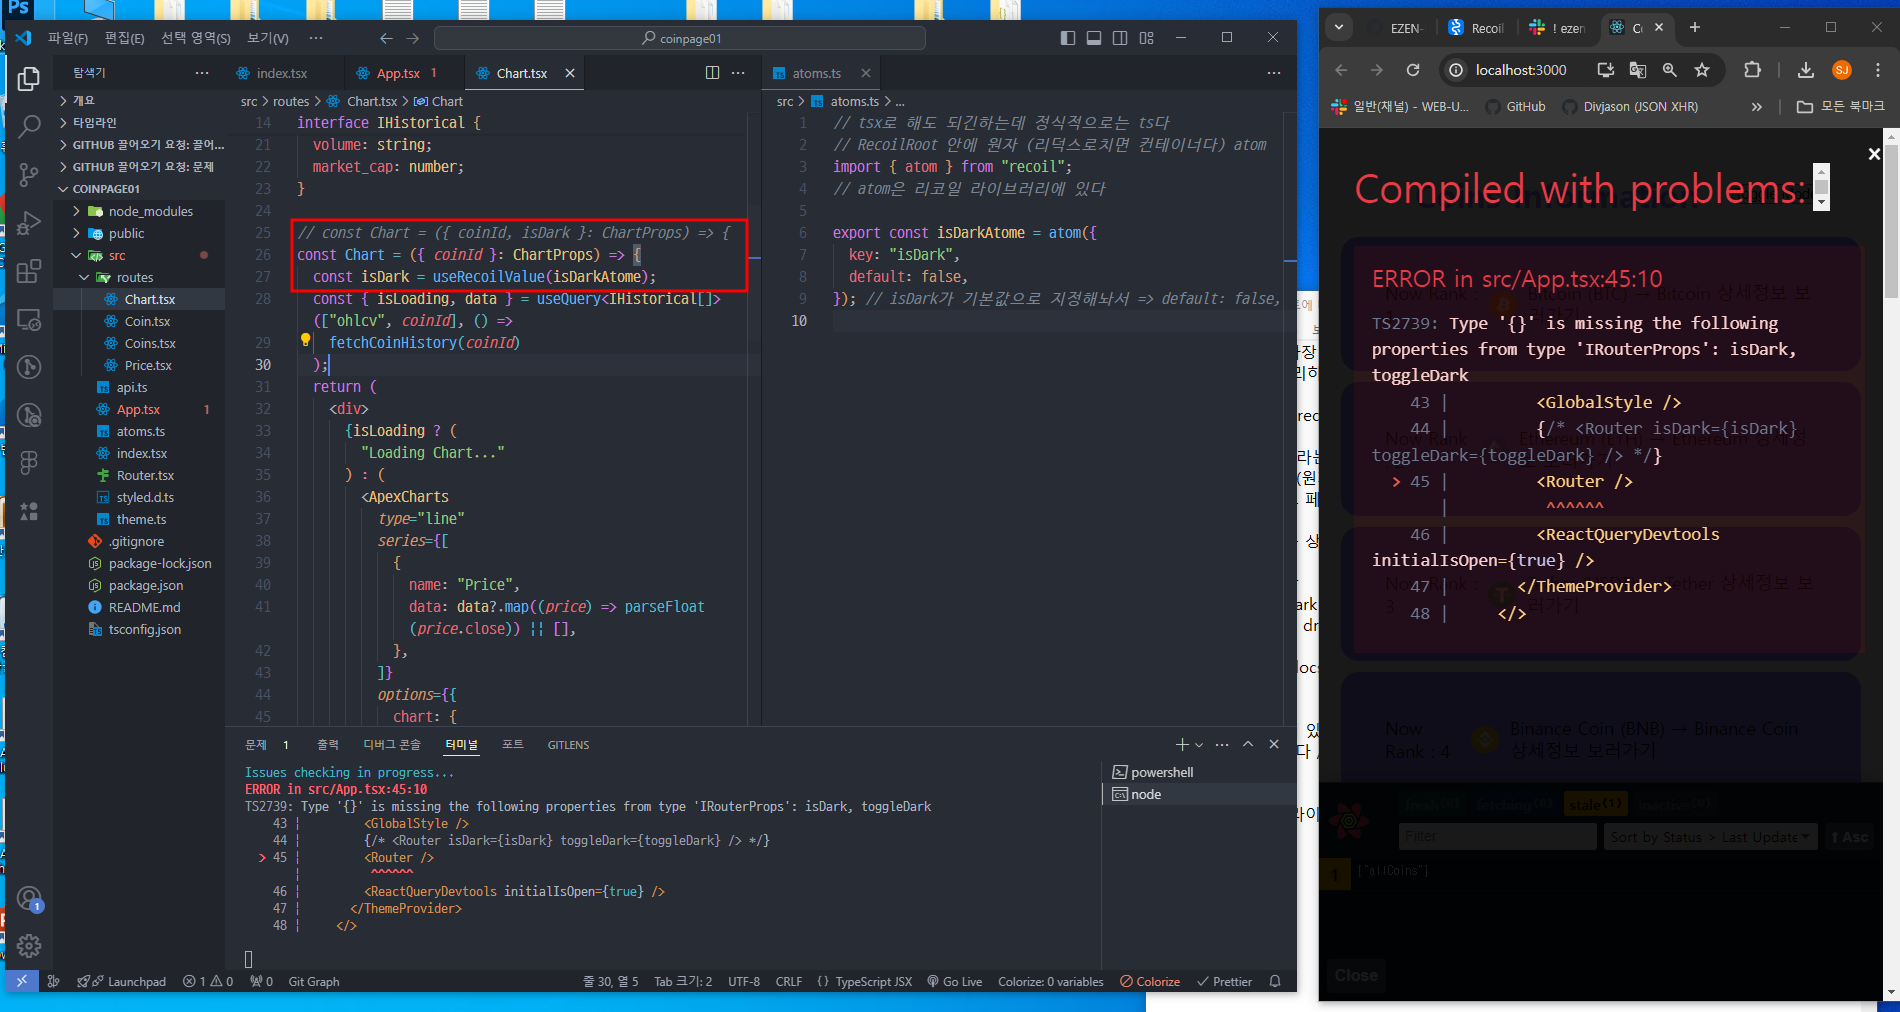 파일(F) 편집(E) 선택 영역(S) 보기(V) ··· coinpage01
탐색기
개요
타임라인
GITHUB 끌어오기 요청: 끌어...
GITHUB 끌어오기 요청: 문제
COINPAGE01
node_modules
public
src
routes
Chart.tsx
Coin.tsx
Coins.tsx
Price.tsx
api.ts
App.tsx 1
atoms.ts
index.tsx
Router.tsx
styled.d.ts
theme.ts
.gitignore
package-lock.json
package.json
README.md
tsconfig.json
index.tsx App.tsx 1 Chart.tsx
src > routes > Chart.tsx > Chart
14 interface IHistorical {
21 volume: string;
22 market_cap: number;
23 }
24
25 // const Chart = ({ coinId, isDark }: ChartProps) => {
26 const Chart = ({ coinId }: ChartProps) => {
27 const isDark = useRecoilValue(isDarkAtome);
28 const { isLoading, data } = useQuery<IHistorical[]>
(["ohlcv", coinId], () =>
29 fetchCoinHistory(coinId)
30 );
31 return (
32 <div>
33 {isLoading ? (
34 "Loading Chart..."
35 ) : (
36 <ApexCharts
37 type="line"
38 series={[
39 {
40 name: "Price",
41 data: data?.map((price) => parseFloat
(price.close)) || [],
42 },
43 ]}
44 options={{
45 chart: {
atoms.ts
src > atoms.ts > ...
1 // tsx로 해도 되긴하는데 정식적으로는 ts다
2 // RecoilRoot 안에 원자 (리덕스로치면 컨테이너다) atom
3 import { atom } from "recoil";
4 // atom은 리코일 라이브러리에 있다
5
6 export const isDarkAtome = atom({
7 key: "isDark",
8 default: false,
9 }); // isDark가 기본값으로 지정해놔서 => default: false,
10
문제 1 출력 디버그 콘솔 터미널 포트 GITLENS
Issues checking in progress...
ERROR in src/App.tsx:45:10
TS2739: Type '{}' is missing the following properties from type 'IRouterProps': isDark, toggleDark
43 | <GlobalStyle />
44 | {/* <Router isDark={isDark} toggleDark={toggleDark} /> */}
> 45 | <Router />
| ^^^^^^
46 | <ReactQueryDevtools initialIsOpen={true} />
47 | </ThemeProvider>
48 | </>
powershell
node
Launchpad 1 0 0 Git Graph 줄 30, 열 5 Tab 크기: 2 UTF-8 CRLF {} TypeScript JSX Go Live Colorize: 0 variables Colorize Prettier
EZEN- Recoil ! ezen
localhost:3000 SJ
일반(채널) - WEB-U... GitHub Divjason (JSON XHR) » 모든 북마크
Compiled with problems:
ERROR in src/App.tsx:45:10
TS2739: Type '{}' is missing the following
properties from type 'IRouterProps': isDark,
toggleDark
43 | <GlobalStyle />
44 | {/* <Router isDark={isDark}
toggleDark={toggleDark} /> */}
> 45 | <Router />
| ^^^^^^
46 | <ReactQueryDevtools
initialIsOpen={true} />
47 | </ThemeProvider>
48 | </>
Now
Rank : 4
Binance Coin (BNB) → Binance Coin
상세정보 보러가기
fresh (0) fetching (0) stale (1) inactive (0)
Filter Sort by Status > Last Update Asc
1 ["allCoins"]
Close